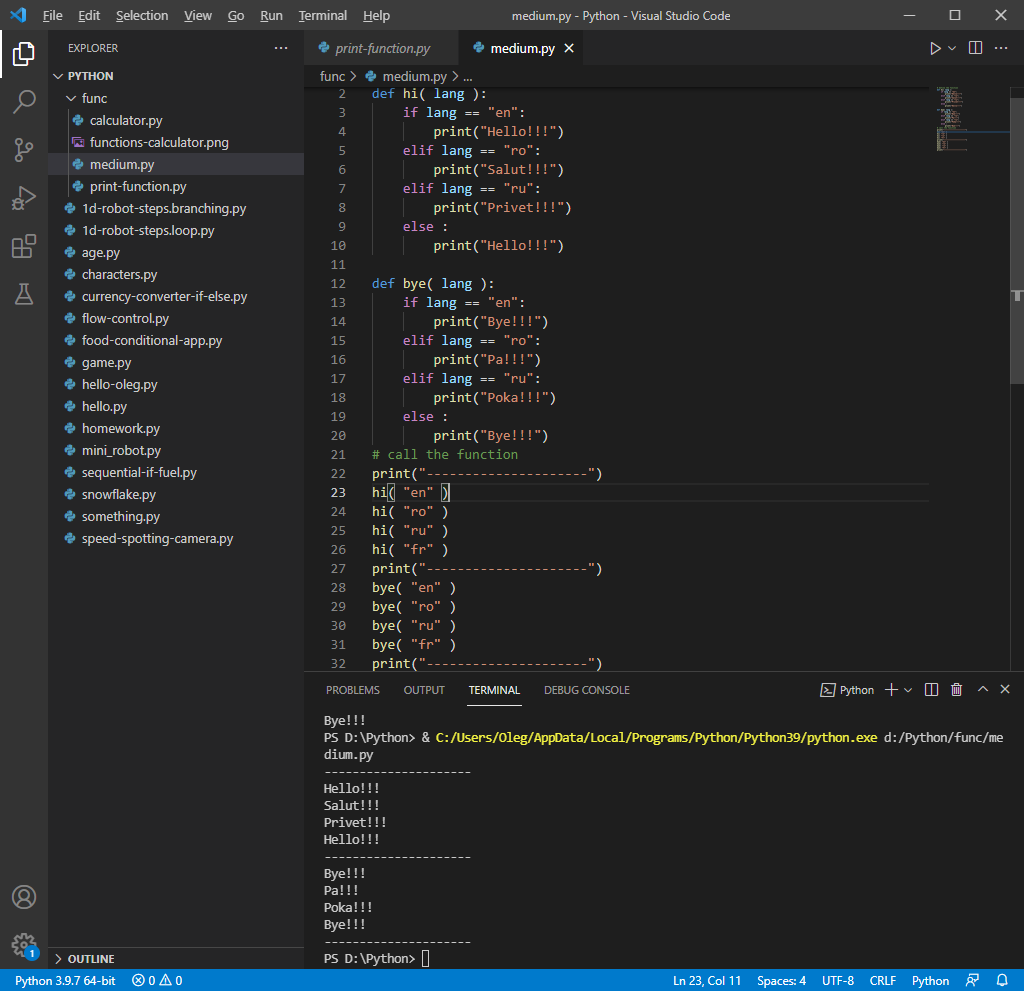 File Edit Selection View Go Run Terminal Help medium.py - Python - Visual Studio Code
EXPLORER
PYTHON
func
calculator.py
functions-calculator.png
medium.py
print-function.py
1d-robot-steps.branching.py
1d-robot-steps.loop.py
age.py
characters.py
currency-converter-if-else.py
flow-control.py
food-conditional-app.py
game.py
hello-oleg.py
hello.py
homework.py
mini_robot.py
sequential-if-fuel.py
snowflake.py
something.py
speed-spotting-camera.py
OUTLINE
print-function.py medium.py
func > medium.py > ...
2 def hi( lang ):
3 if lang == "en":
4 print("Hello!!!")
5 elif lang == "ro":
6 print("Salut!!!")
7 elif lang == "ru":
8 print("Privet!!!")
9 else :
10 print("Hello!!!")
11
12 def bye( lang ):
13 if lang == "en":
14 print("Bye!!!")
15 elif lang == "ro":
16 print("Pa!!!")
17 elif lang == "ru":
18 print("Poka!!!")
19 else :
20 print("Bye!!!")
21 # call the function
22 print("---------------------")
23 hi( "en" )
24 hi( "ro" )
25 hi( "ru" )
26 hi( "fr" )
27 print("---------------------")
28 bye( "en" )
29 bye( "ro" )
30 bye( "ru" )
31 bye( "fr" )
32 print("---------------------")
PROBLEMS OUTPUT TERMINAL DEBUG CONSOLE Python
Bye!!!
PS D:\Python> & C:/Users/Oleg/AppData/Local/Programs/Python/Python39/python.exe d:/Python/func/me
dium.py
---------------------
Hello!!!
Salut!!!
Privet!!!
Hello!!!
---------------------
Bye!!!
Pa!!!
Poka!!!
Bye!!!
---------------------
PS D:\Python>
1
Python 3.9.7 64-bit 0 0 Ln 23, Col 11 Spaces: 4 UTF-8 CRLF Python